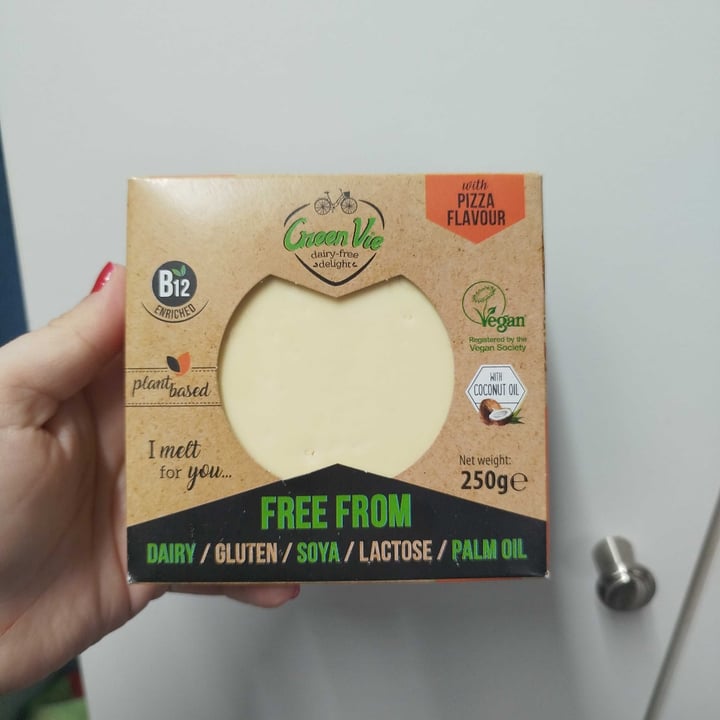 with
PIZZA
FLAVOUR
Green Vie
dairy-free
delight
B12
ENRICHED
Vegan
Registered by the
Vegan Society
plant based
WITH
COCONUT OIL
I melt
for you...
Net weight:
250g℮
FREE FROM
DAIRY / GLUTEN / SOYA / LACTOSE / PALM OIL